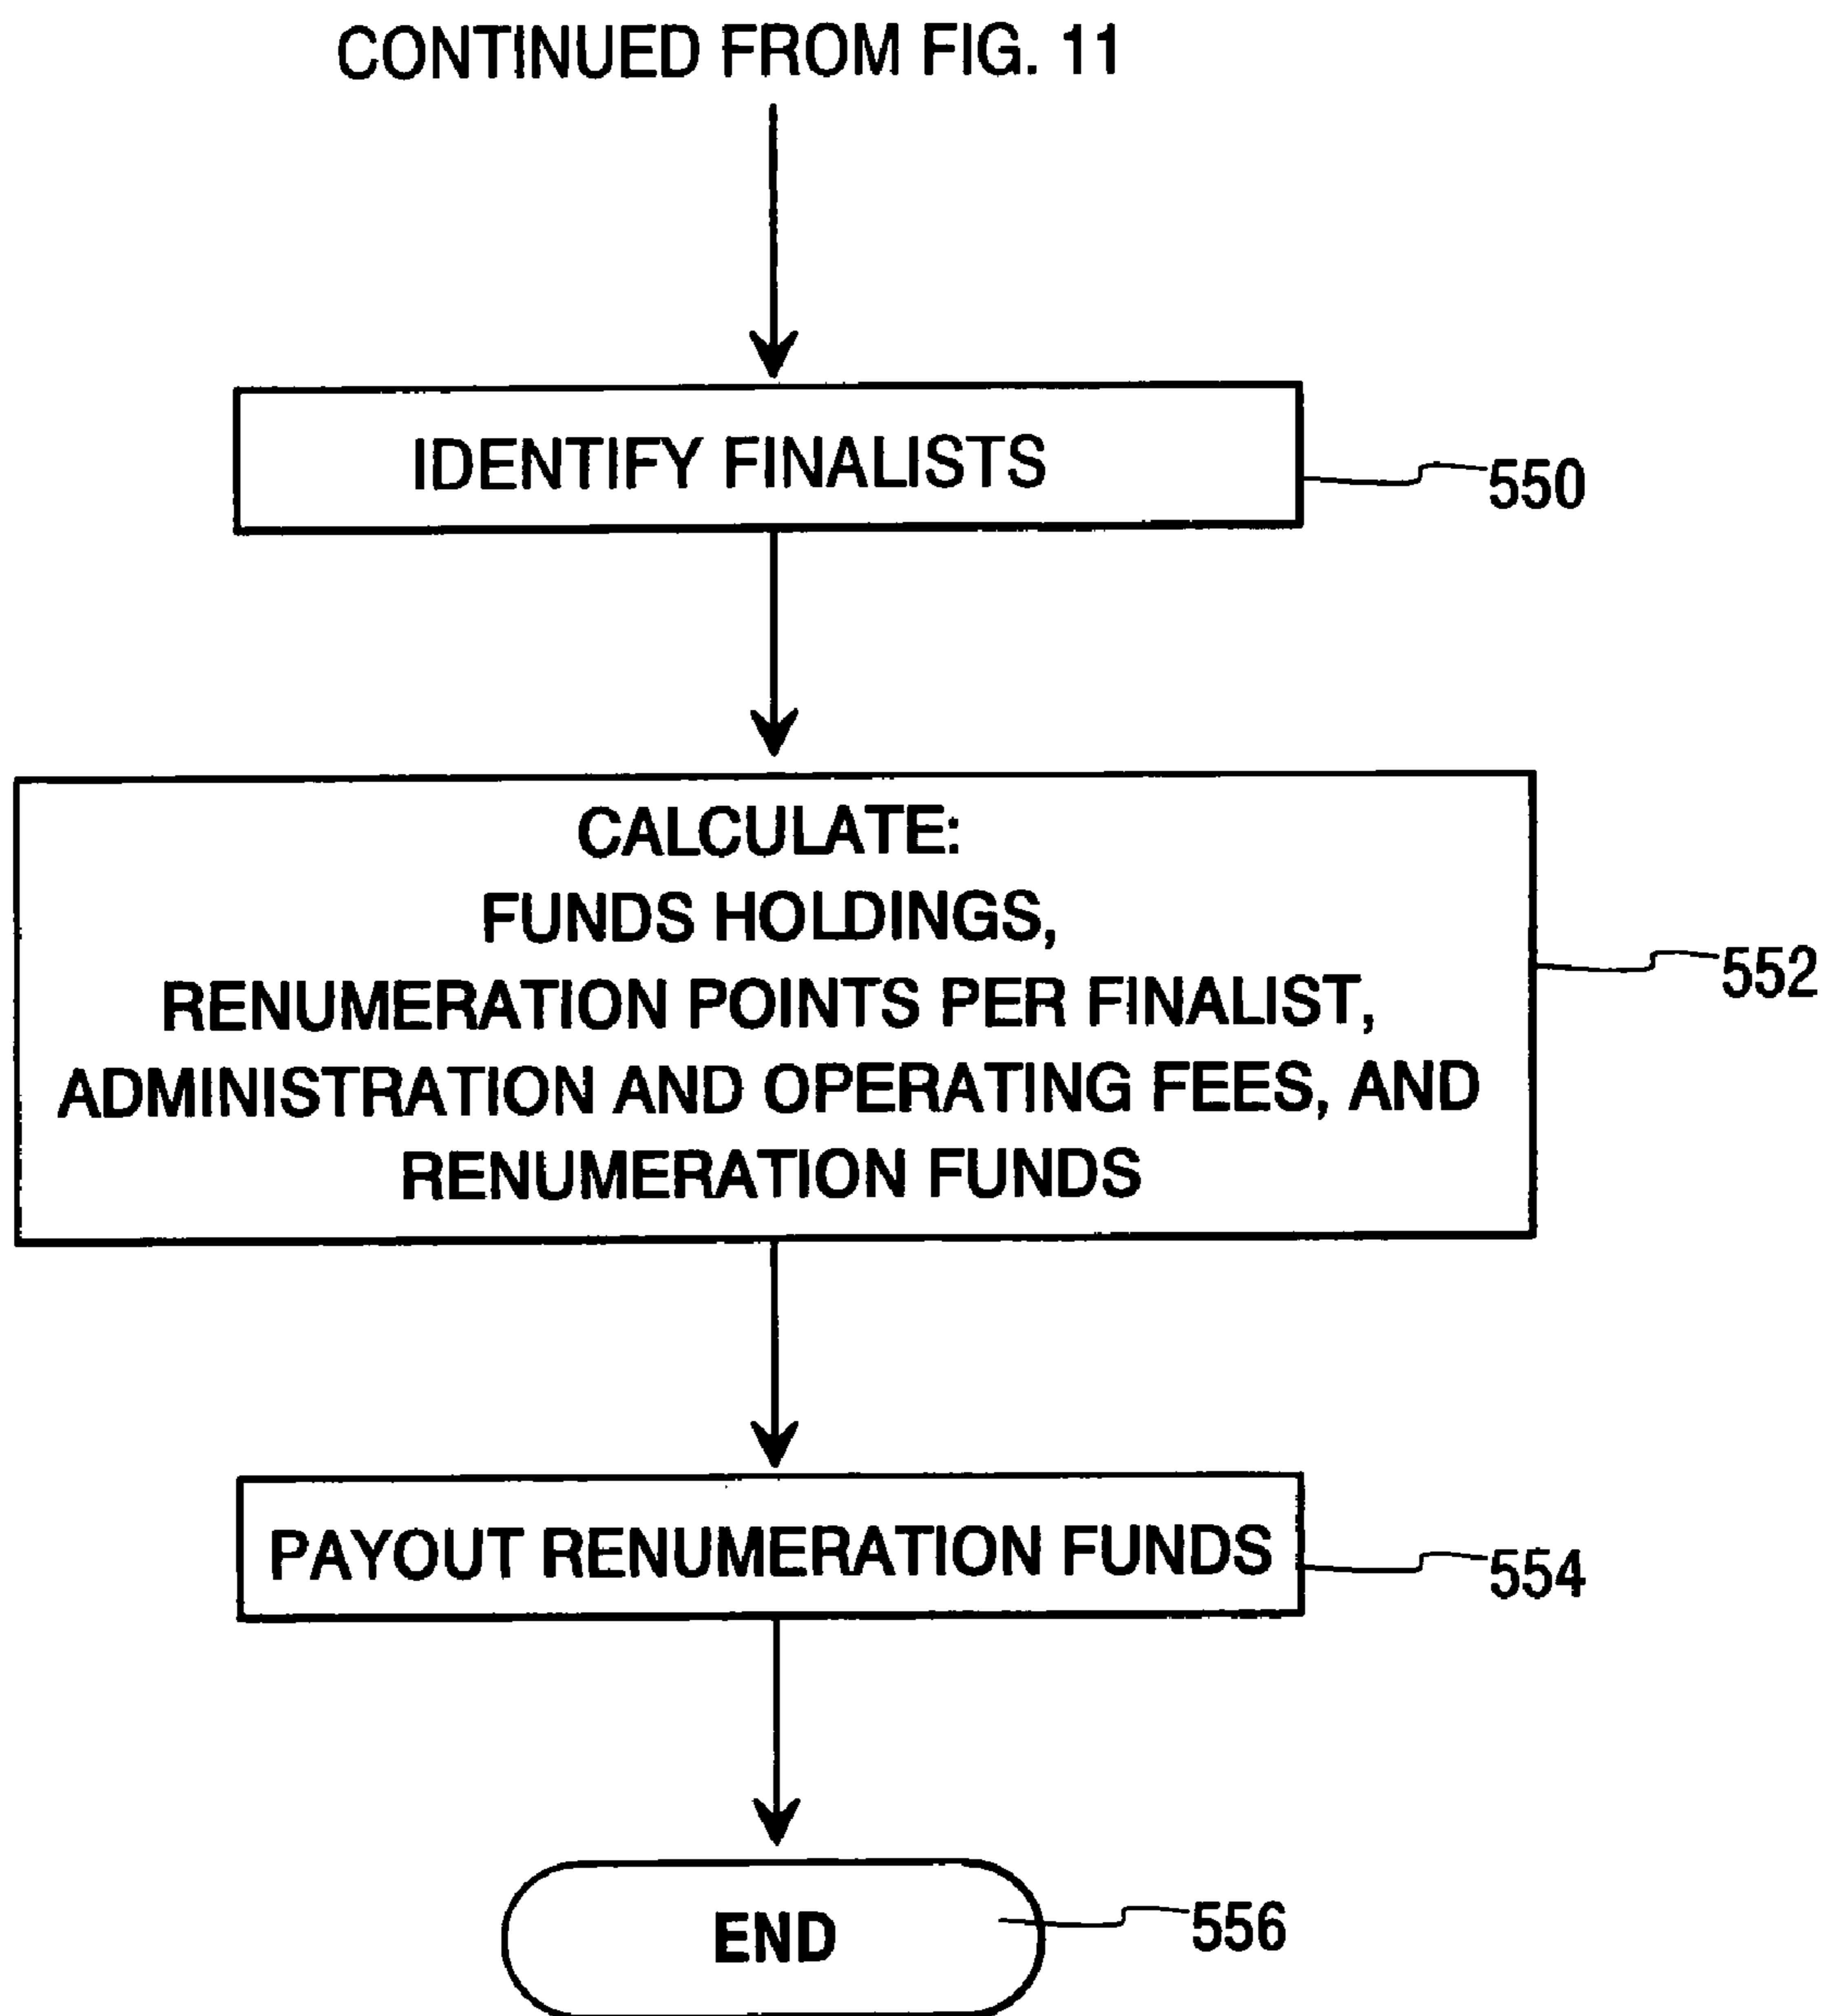 CONTINUED FROM FIG. 11
IDENTIFY FINALISTS
550
CALCULATE:
FUNDS HOLDINGS,
RENUMERATION POINTS PER FINALIST,
ADMINISTRATION AND OPERATING FEES, AND
RENUMERATION FUNDS
552
PAYOUT RENUMERATION FUNDS
554
END
556